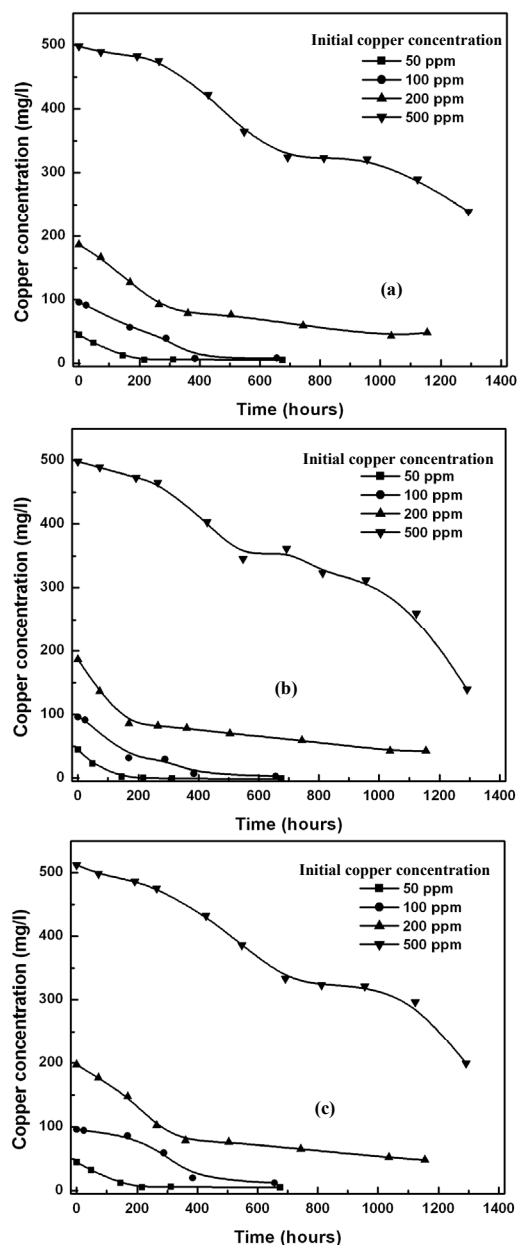 Initial copper concentration
50 ppm
100 ppm
200 ppm
500 ppm
Copper concentration (mg/l)
500
400
300
200
100
0
(a)
0 200 400 600 800 1000 1200 1400
Time (hours)
Initial copper concentration
50 ppm
100 ppm
200 ppm
500 ppm
Copper concentration (mg/l)
500
400
300
200
100
0
(b)
0 200 400 600 800 1000 1200 1400
Time (hours)
Initial copper concentration
50 ppm
100 ppm
200 ppm
500 ppm
Copper concentration (mg/l)
500
400
300
200
100
0
(c)
0 200 400 600 800 1000 1200 1400
Time (hours)